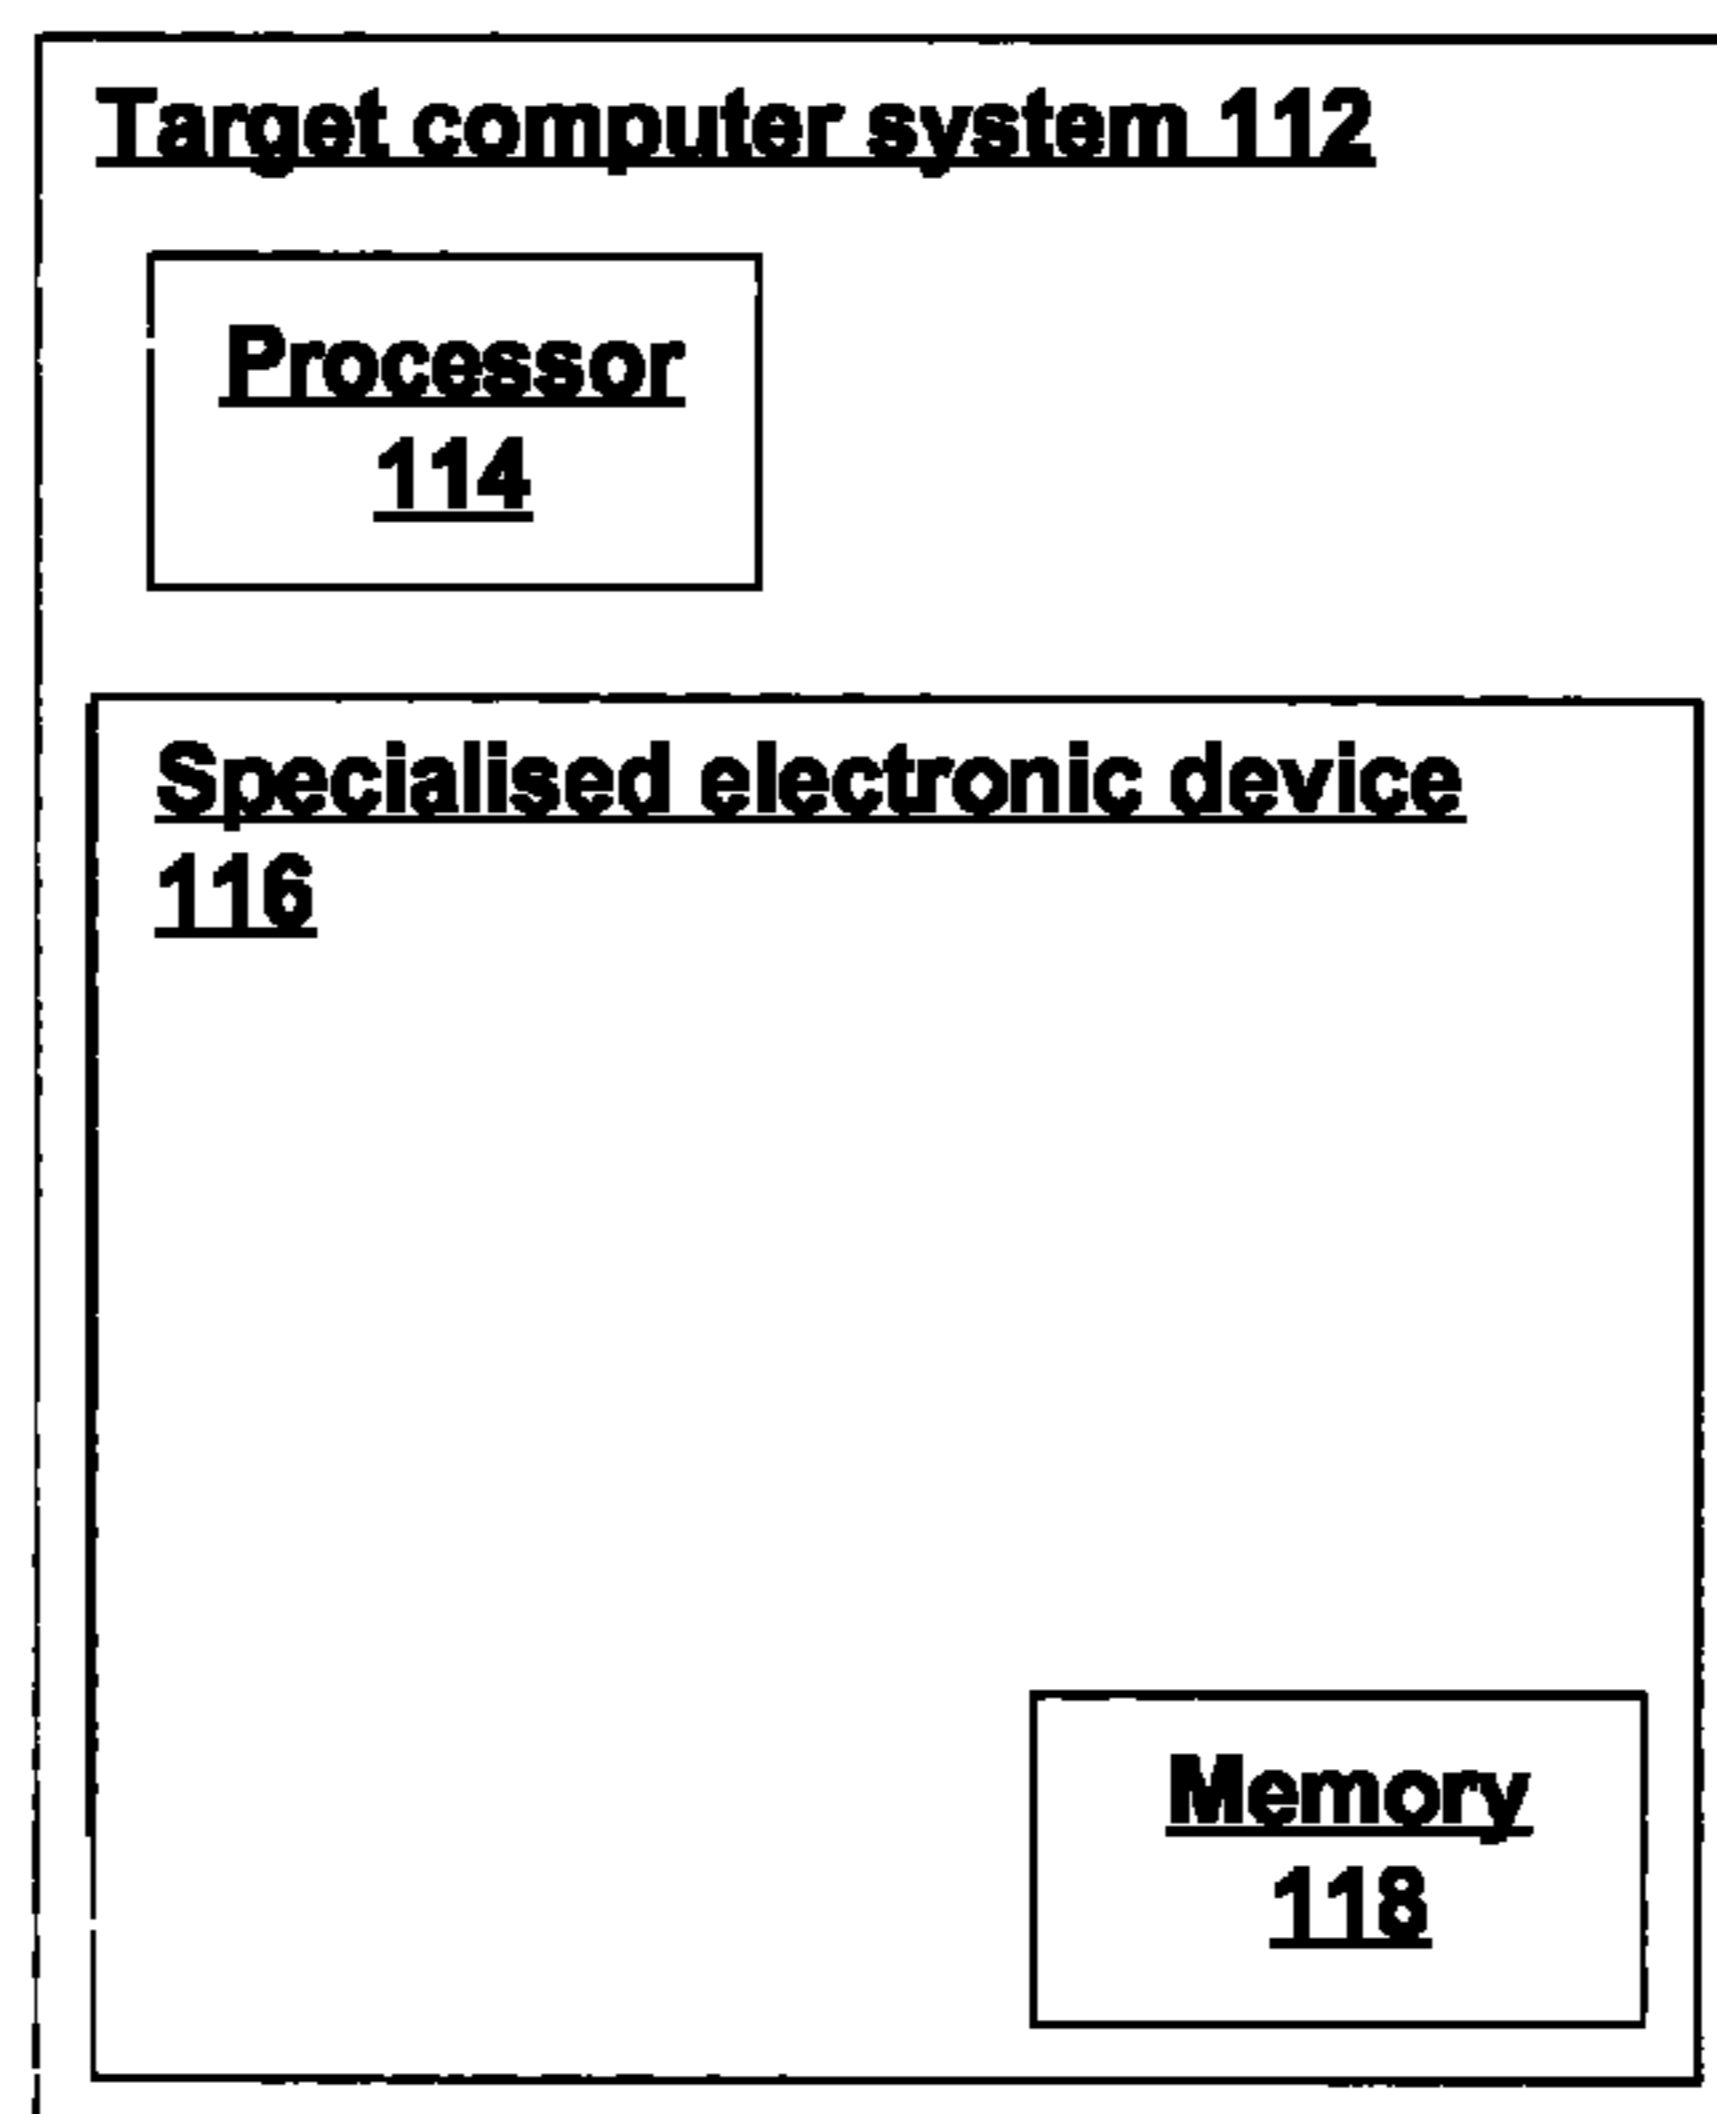 Target computer system 112
Processor
114
Specialised electronic device
116
Memory
118